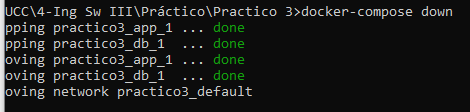 UCC\4-Ing Sw III\Práctico\Practico 3>docker-compose down
pping practico3_app_1 ... done
pping practico3_db_1  ... done
oving practico3_app_1 ... done
oving practico3_db_1  ... done
oving network practico3_default